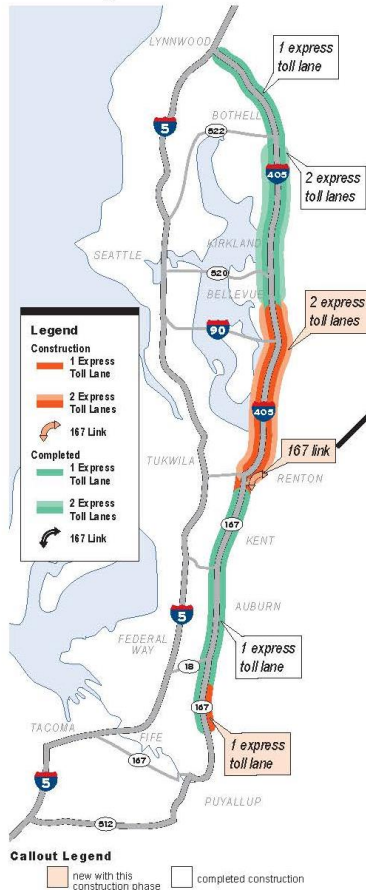 LYNNWOOD
1 express
toll lane
BOTHELL
5
522
405
2 express
toll lanes
KIRKLAND
SEATTLE
520
BELLEVUE
2 express
toll lanes
90
Legend
Construction
1 Express
Toll Lane
2 Express
Toll Lanes
167 Link
Completed
1 Express
Toll Lane
2 Express
Toll Lanes
167 Link
405
167 link
TUKWILA
RENTON
167
KENT
AUBURN
5
FEDERAL
WAY
1 express
toll lane
18
167
TACOMA
FIFE
167
1 express
toll lane
5
PUYALLUP
512
Callout Legend
new with this
construction phase
completed construction